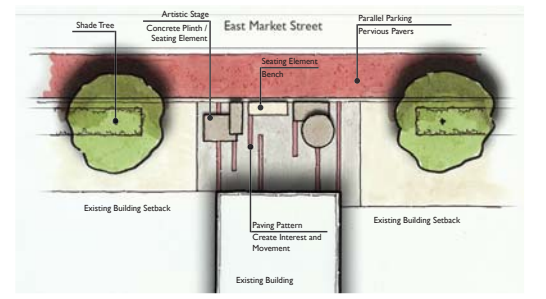 Artistic Stage
Shade Tree
Concrete Plinth /
Seating Element
East Market Street
Parallel Parking
Pervious Pavers
Seating Element
Bench
Existing Building Setback
Paving Pattern
Create Interest and
Movement
Existing Building Setback
Existing Building